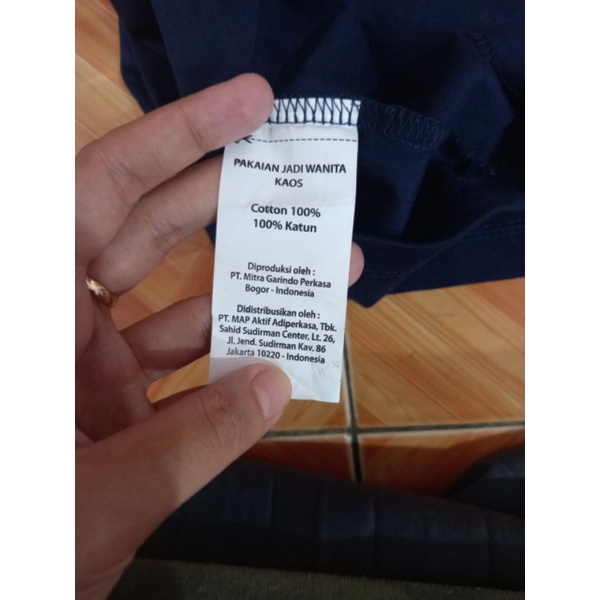 PAKAIAN JADI WANITA
KAOS
Cotton 100%
100% Katun
Diproduksi oleh :
PT. Mitra Garindo Perkasa
Bogor - Indonesia
Didistribusikan oleh :
PT. MAP Aktif Adiperkasa, Tbk.
Sahid Sudirman Center, Lt. 26,
Jl. Jend. Sudirman Kav. 86
Jakarta 10220 - Indonesia